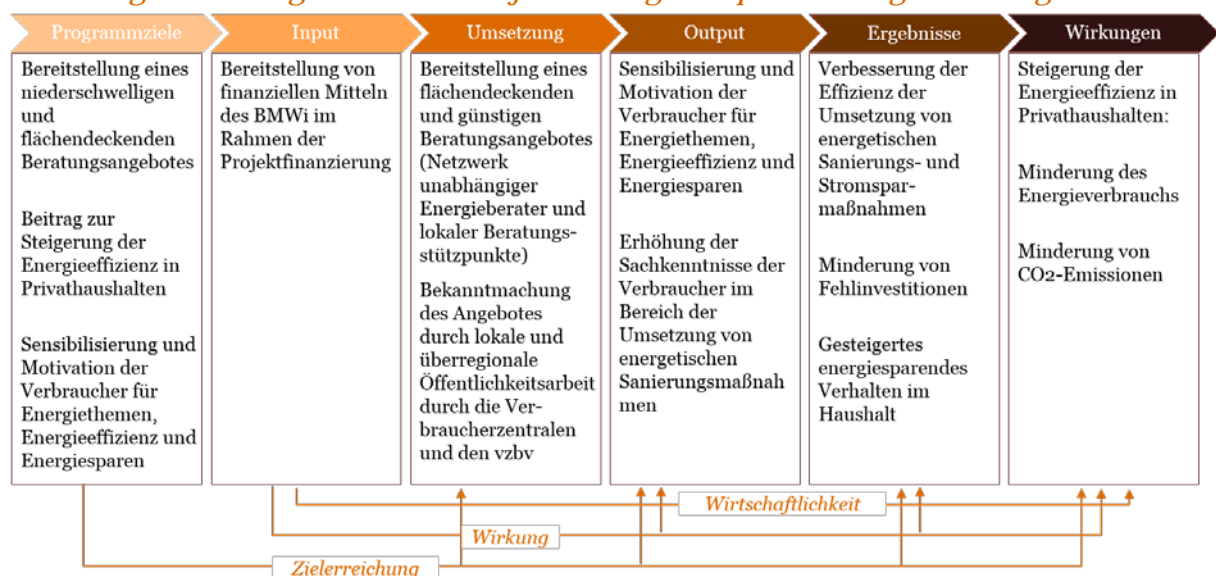 Programmziele
Input
Umsetzung
Output
Ergebnisse
Wirkungen
Bereitstellung eines
niederschwelligen
und
flächendeckenden
Beratungsangebotes
Beitrag zur
Steigerung der
Energieeffizienz in
Privathaushalten
Sensibilisierung und
Motivation der
Verbraucher für
Energiethemen,
Energieeffizienz und
Energiesparen
Bereitstellung von
finanziellen Mitteln
des BMWi im
Rahmen der
Projektfinanzierung
Bereitstellung eines
flächendeckenden
und günstigen
Beratungsangebotes
(Netzwerk
unabhängiger
Energieberater und
lokaler Beratungs-
stützpunkte)
Bekanntmachung
des Angebotes
durch lokale und
überregionale
Öffentlichkeitsarbeit
durch die Ver-
braucherzentralen
und den vzbv
Sensibilisierung und
Motivation der
Verbraucher für
Energiethemen,
Energieeffizienz und
Energiesparen
Erhöhung der
Sachkenntnisse der
Verbraucher im
Bereich der
Umsetzung von
energetischen
Sanierungsmaßnah
men
Verbesserung der
Effizienz der
Umsetzung von
energetischen
Sanierungs- und
Stromspar-
maßnahmen
Minderung von
Fehlinvestitionen
Gesteigertes
energiesparendes
Verhalten im
Haushalt
Steigerung der
Energieeffizienz in
Privathaushalten:
Minderung des
Energieverbrauchs
Minderung von
CO2-Emissionen
Wirtschaftlichkeit
Wirkung
Zielerreichung